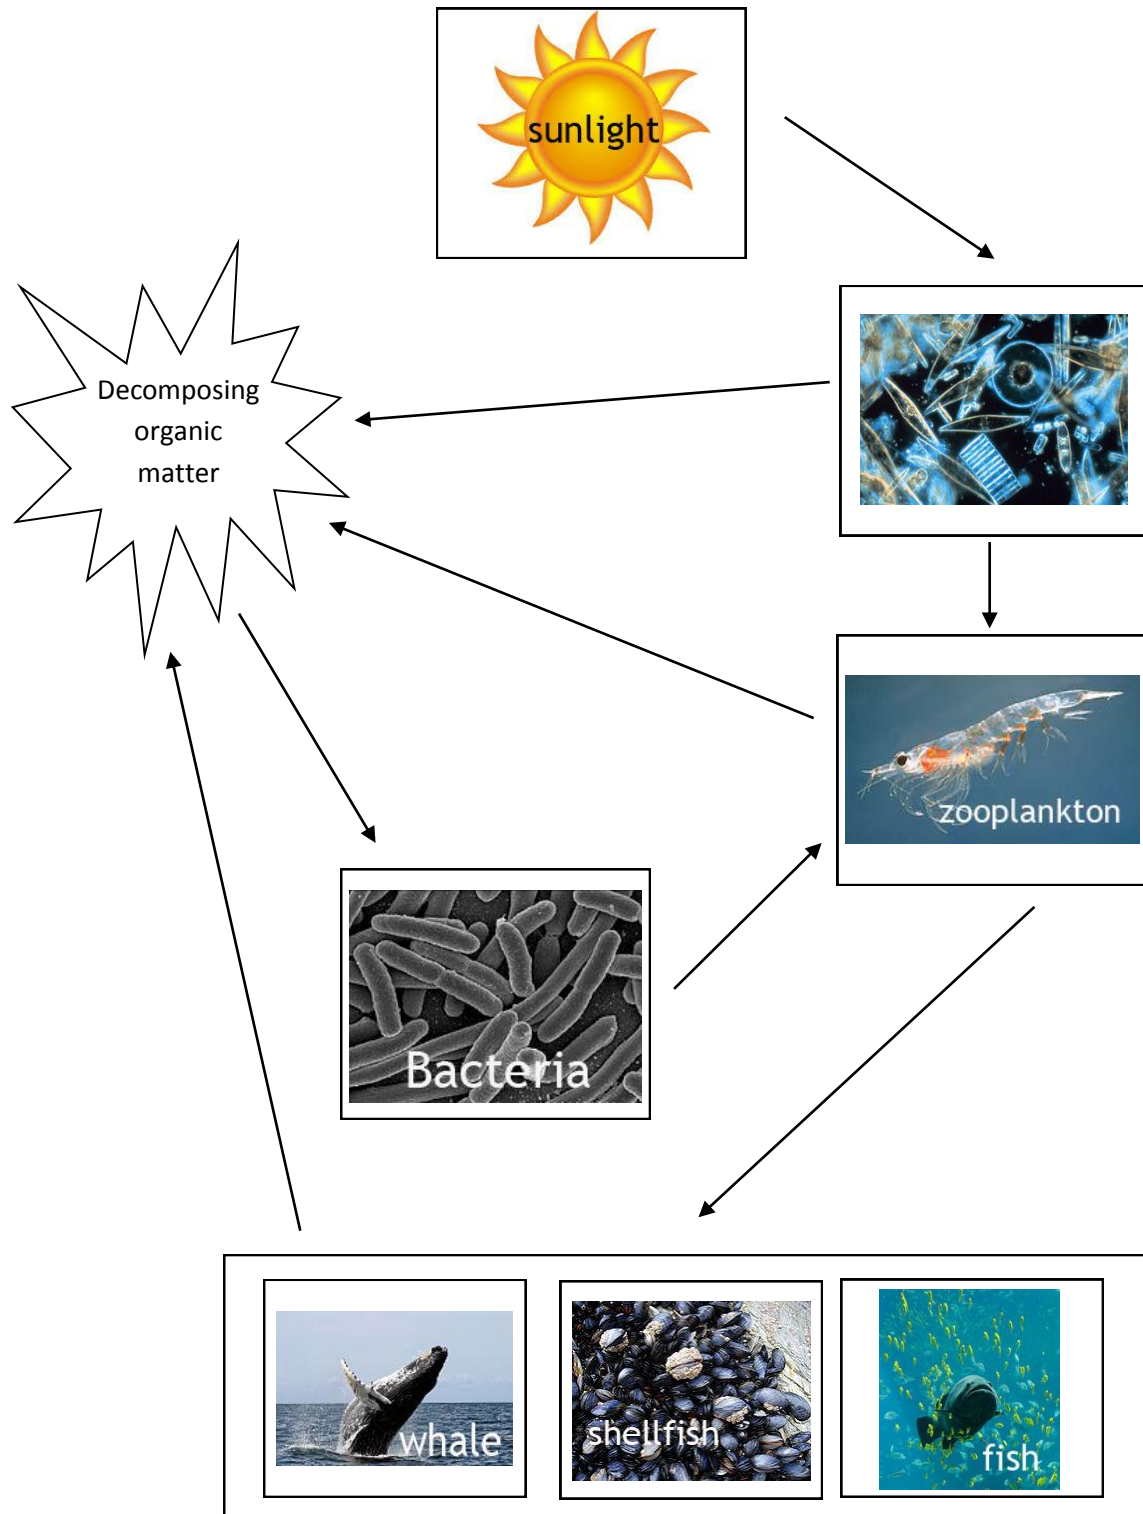 sunlight
Decomposing
organic
matter
zooplankton
Bacteria
whale
shellfish
fish